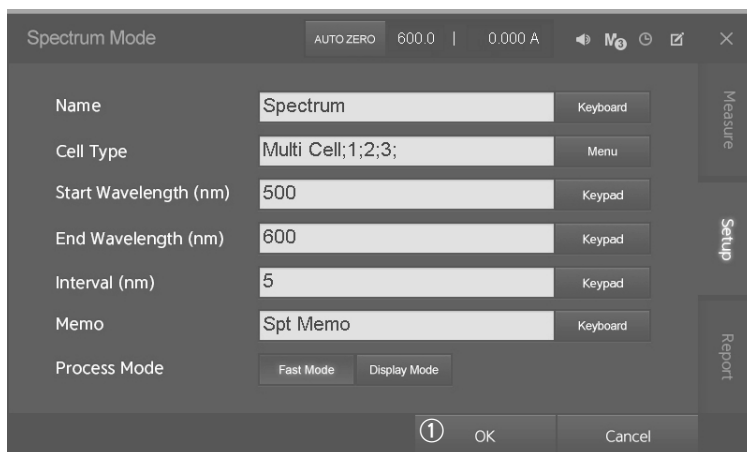 Spectrum Mode AUTO ZERO 600.0 | 0.000 A M3
Name Spectrum Keyboard
Cell Type Multi Cell;1;2;3; Menu
Start Wavelength (nm) 500 Keypad
End Wavelength (nm) 600 Keypad
Interval (nm) 5 Keypad
Memo Spt Memo Keyboard
Process Mode Fast Mode Display Mode
① OK Cancel
Measure
Setup
Report